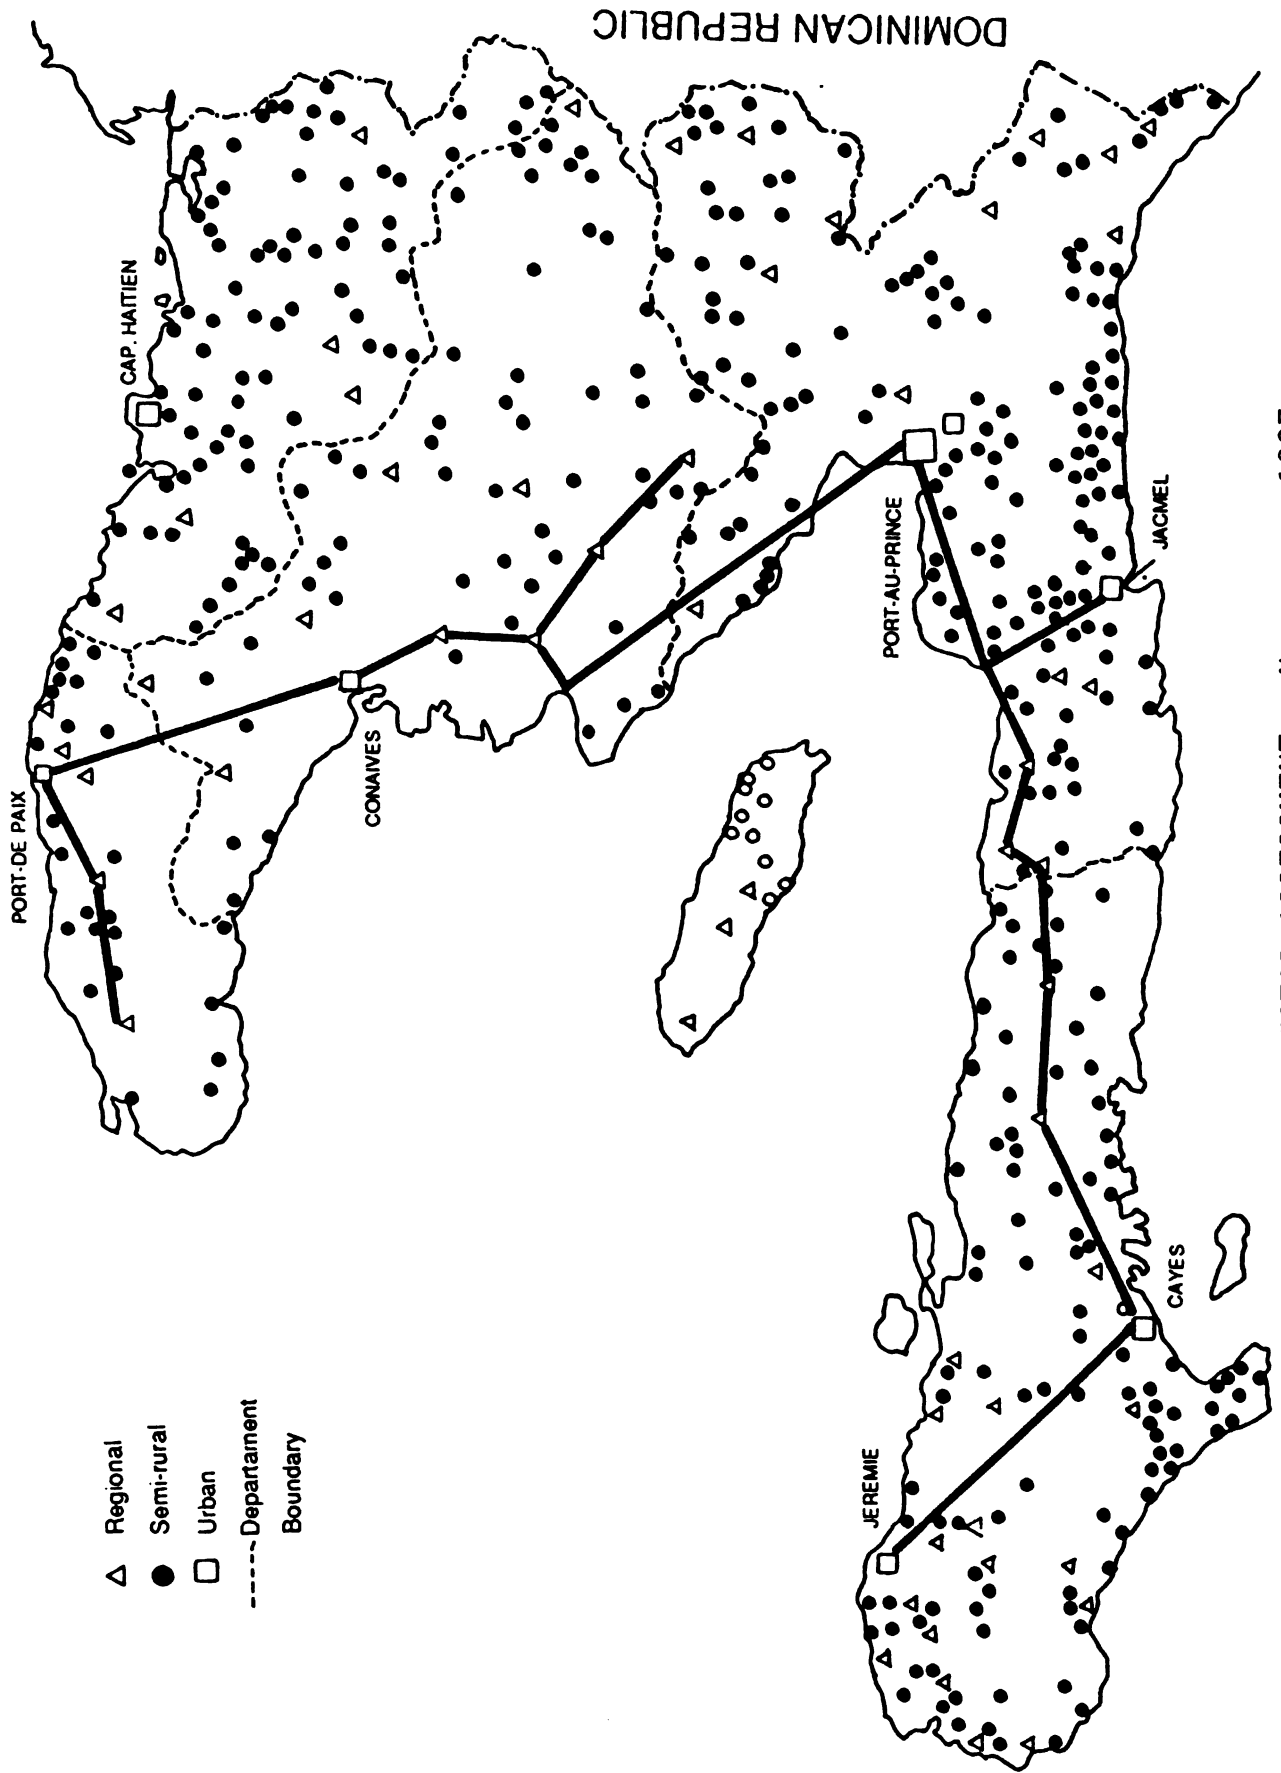 DOMINICAN REPUBLIC
CAP. HAITIEN
PORT-DE PAIX
CONAIVES
PORT-AU-PRINCE
JACMEL
CAYES
JEREMIE
Regional
Semi-rural
Urban
Departament
Boundary